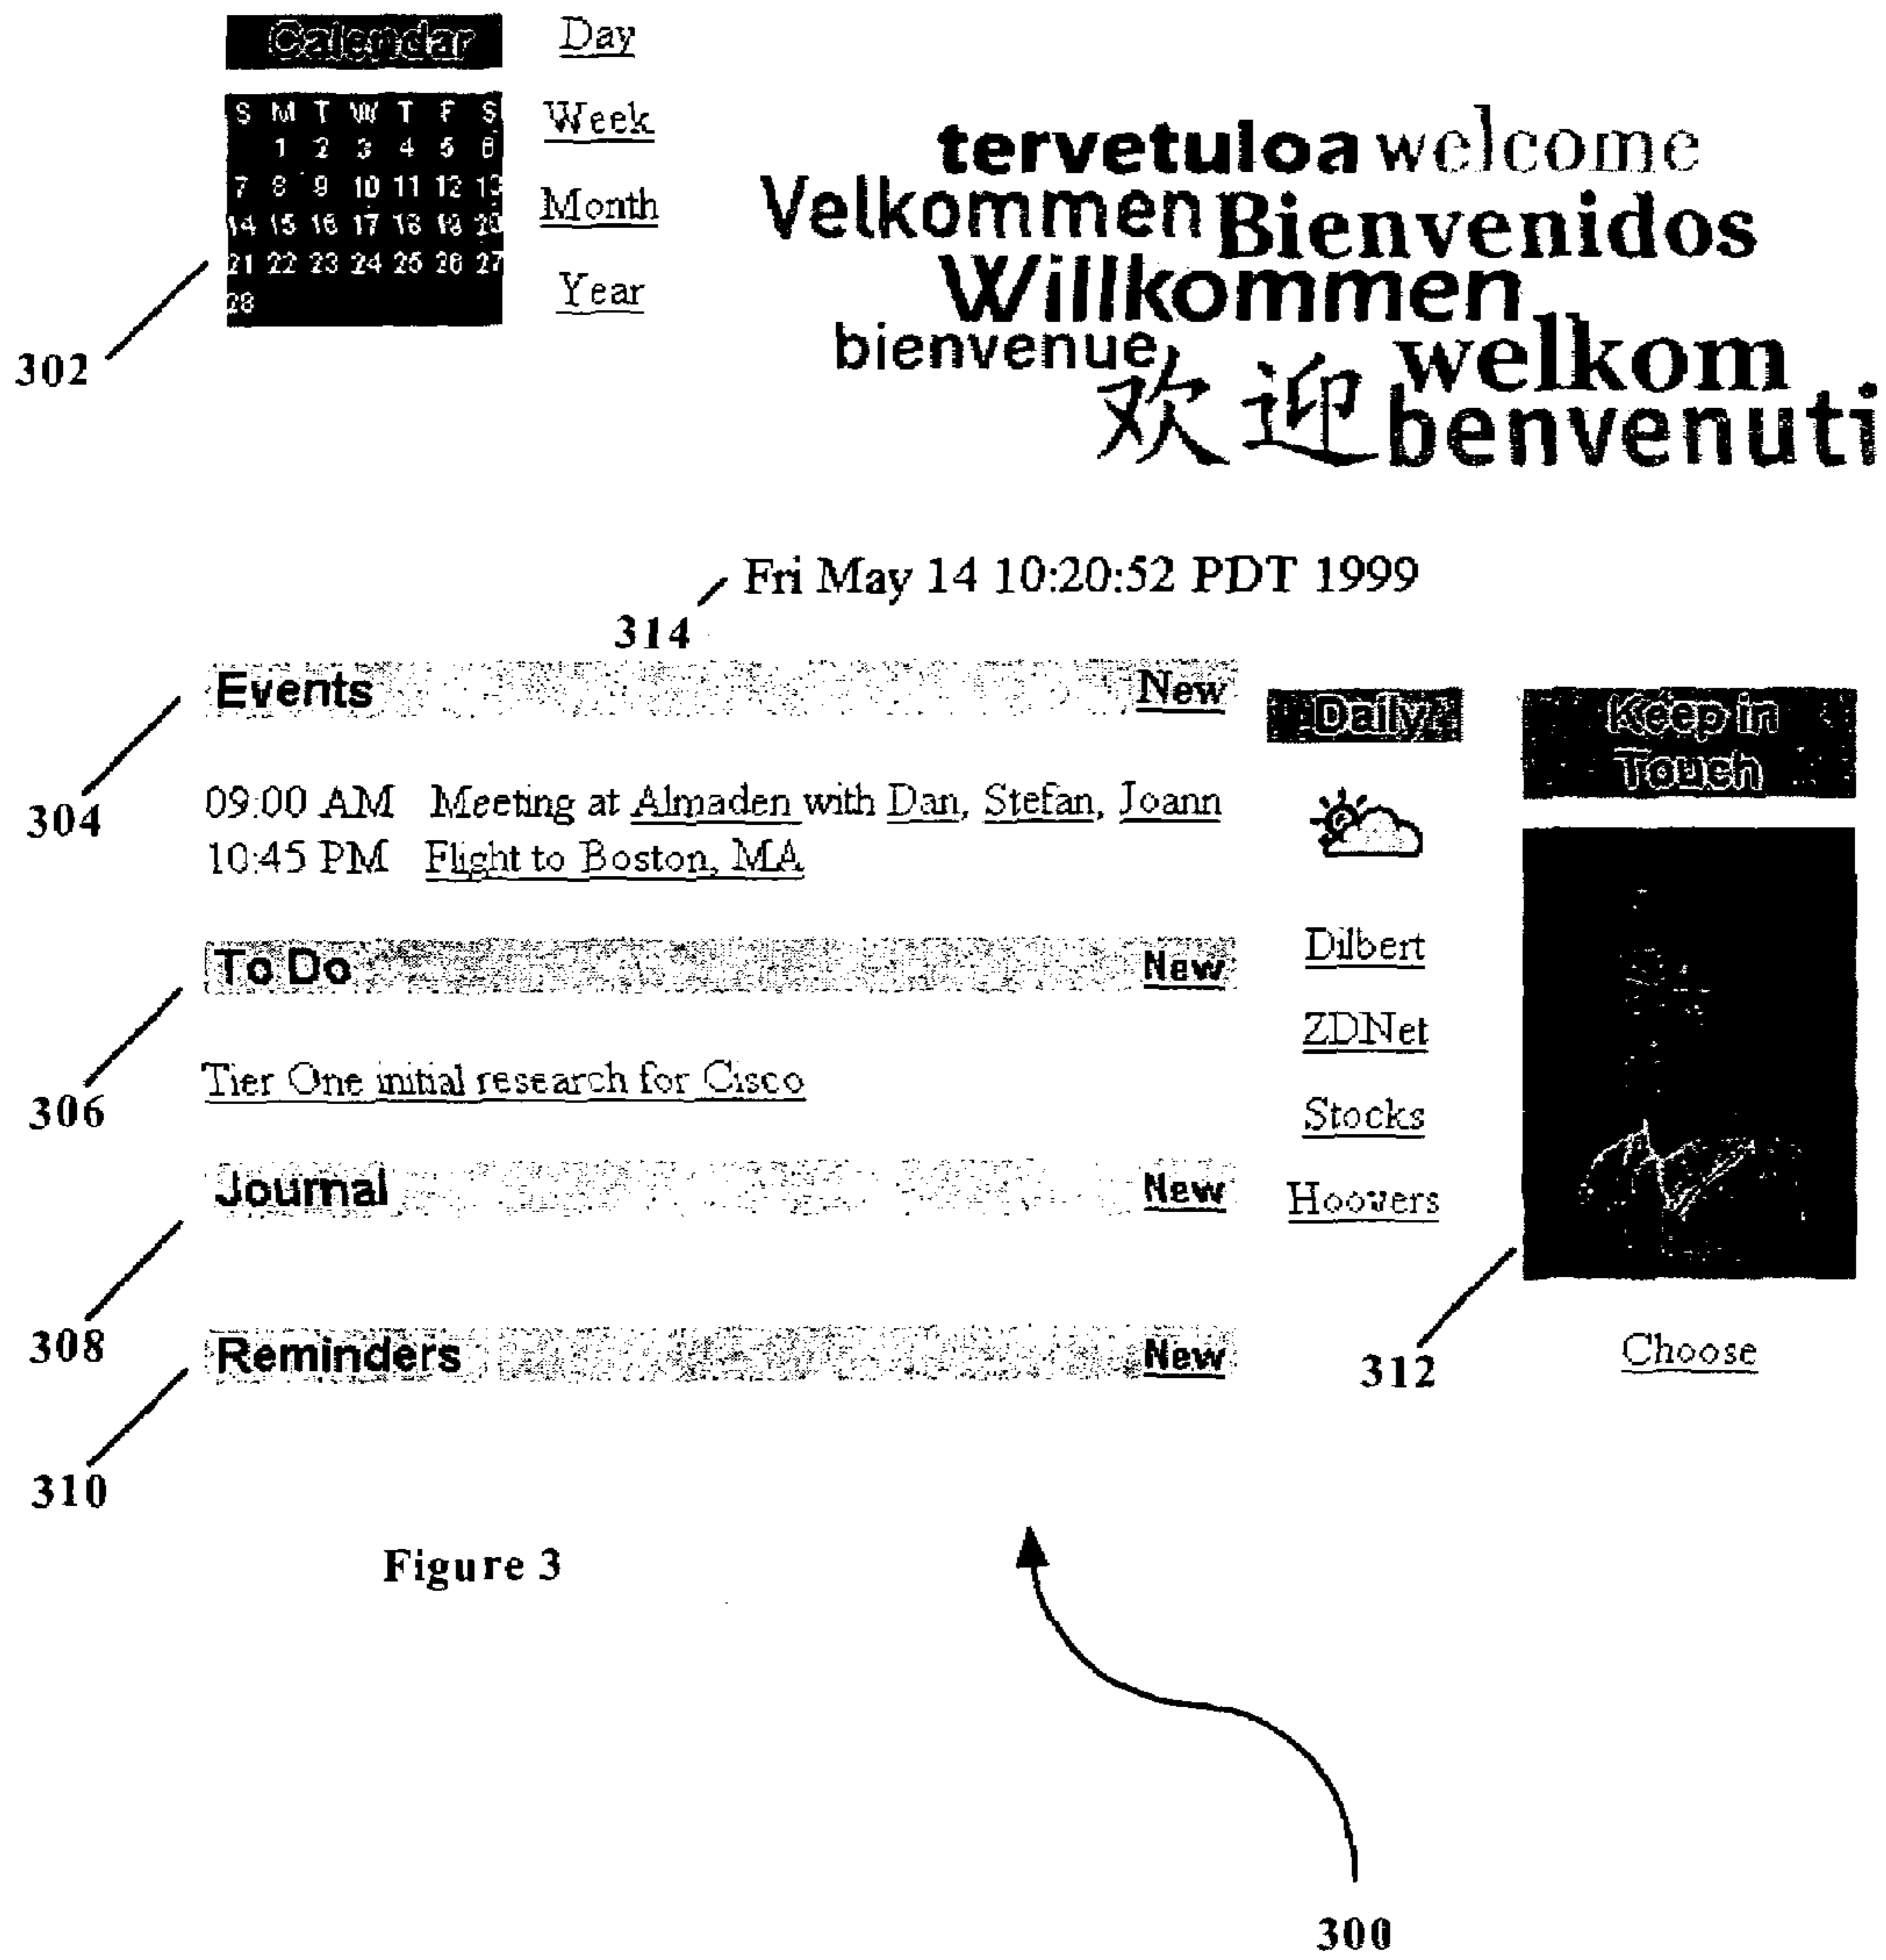 Calendar
Day
S M T W T F S
1 2 3 4 5 6
7 8 9 10 11 12 13
14 15 16 17 18 19 20
21 22 23 24 25 26 27
28
Week
Month
Year
302
tervetuloa welcome
Velkommen Bienvenidos
Willkommen
bienvenue
welkom
欢迎
benvenuti
Fri May 14 10:20:52 PDT 1999
314
Events New
304
09:00 AM Meeting at Almaden with Dan, Stefan, Joann
10:45 PM Flight to Boston, MA
To Do New
306
Tier One initial research for Cisco
Journal New
308
Reminders New
310
Daily
Dilbert
ZDNet
Stocks
Hoovers
Keep in
Touch
312
Choose
Figure 3
300